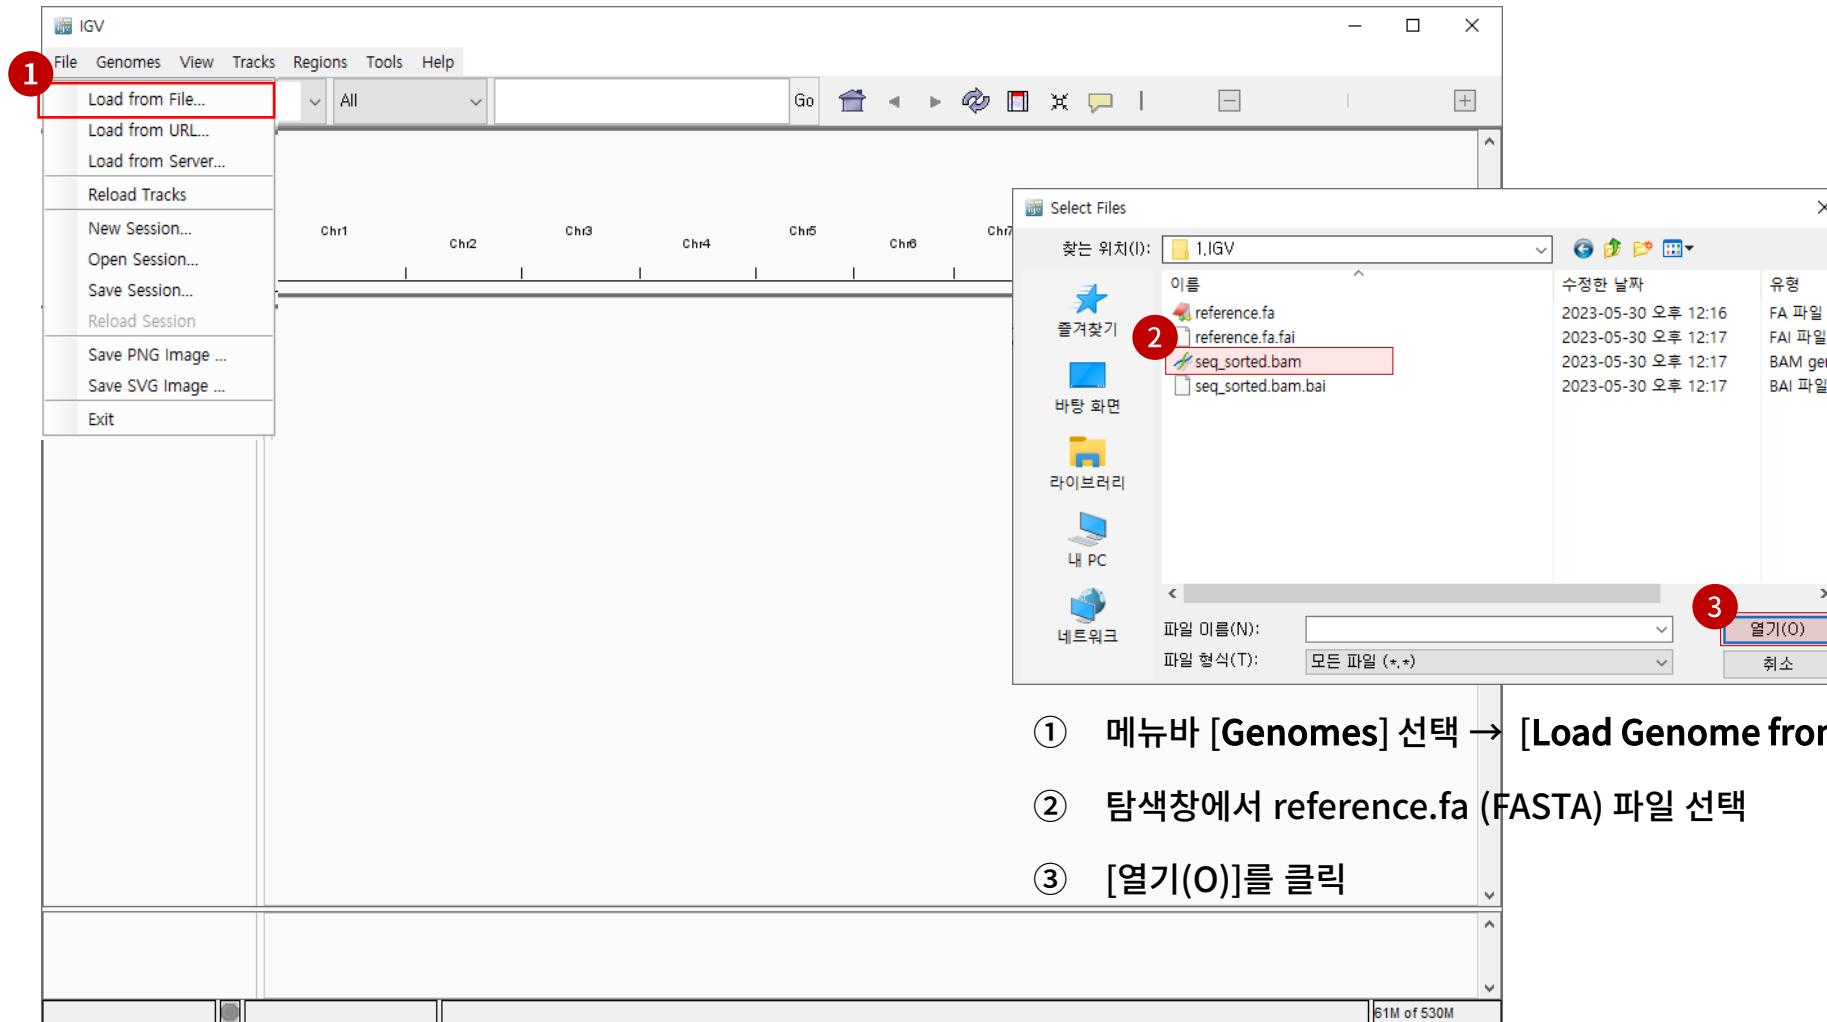 IGV
File Genomes View Tracks Regions Tools Help
1
Load from File...
All
Go
Load from URL...
Load from Server...
Reload Tracks
New Session...
Open Session...
Save Session...
Reload Session
Save PNG Image ...
Save SVG Image ...
Exit
Chr1 Chr2 Chr3 Chr4 Chr5 Chr6 Chr7
Select Files
찾는 위치(I): 1.IGV
이름 수정한 날짜 유형
reference.fa 2023-05-30 오후 12:16 FA 파일
reference.fa.fai 2023-05-30 오후 12:17 FAI 파일
2
seq_sorted.bam 2023-05-30 오후 12:17 BAM ger
seq_sorted.bam.bai 2023-05-30 오후 12:17 BAI 파일
즐겨찾기
바탕 화면
라이브러리
내 PC
네트워크
3
파일 이름(N): 열기(O)
파일 형식(T): 모든 파일 (*.*) 취소
① 메뉴바 [Genomes] 선택 → [Load Genome from
② 탐색창에서 reference.fa (FASTA) 파일 선택
③ [열기(O)]를 클릭
61M of 530M